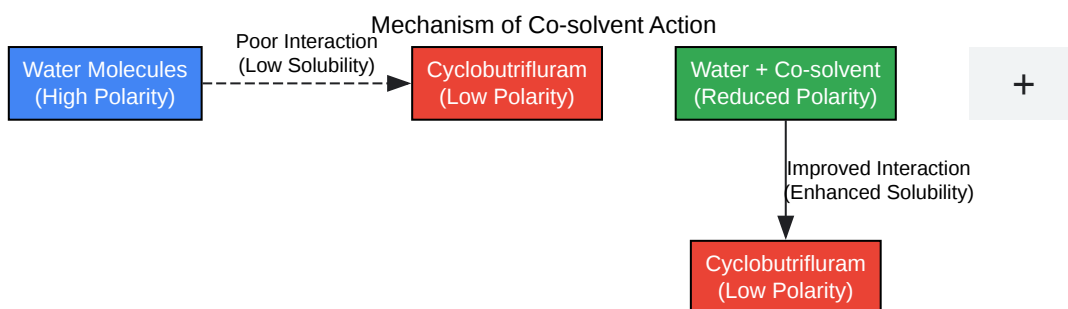 Mechanism of Co-solvent Action
Poor Interaction
(Low Solubility)
Water Molecules
(High Polarity)
Cyclobutrifluram
(Low Polarity)
Water + Co-solvent
(Reduced Polarity)
+
Improved Interaction
(Enhanced Solubility)
Cyclobutrifluram
(Low Polarity)